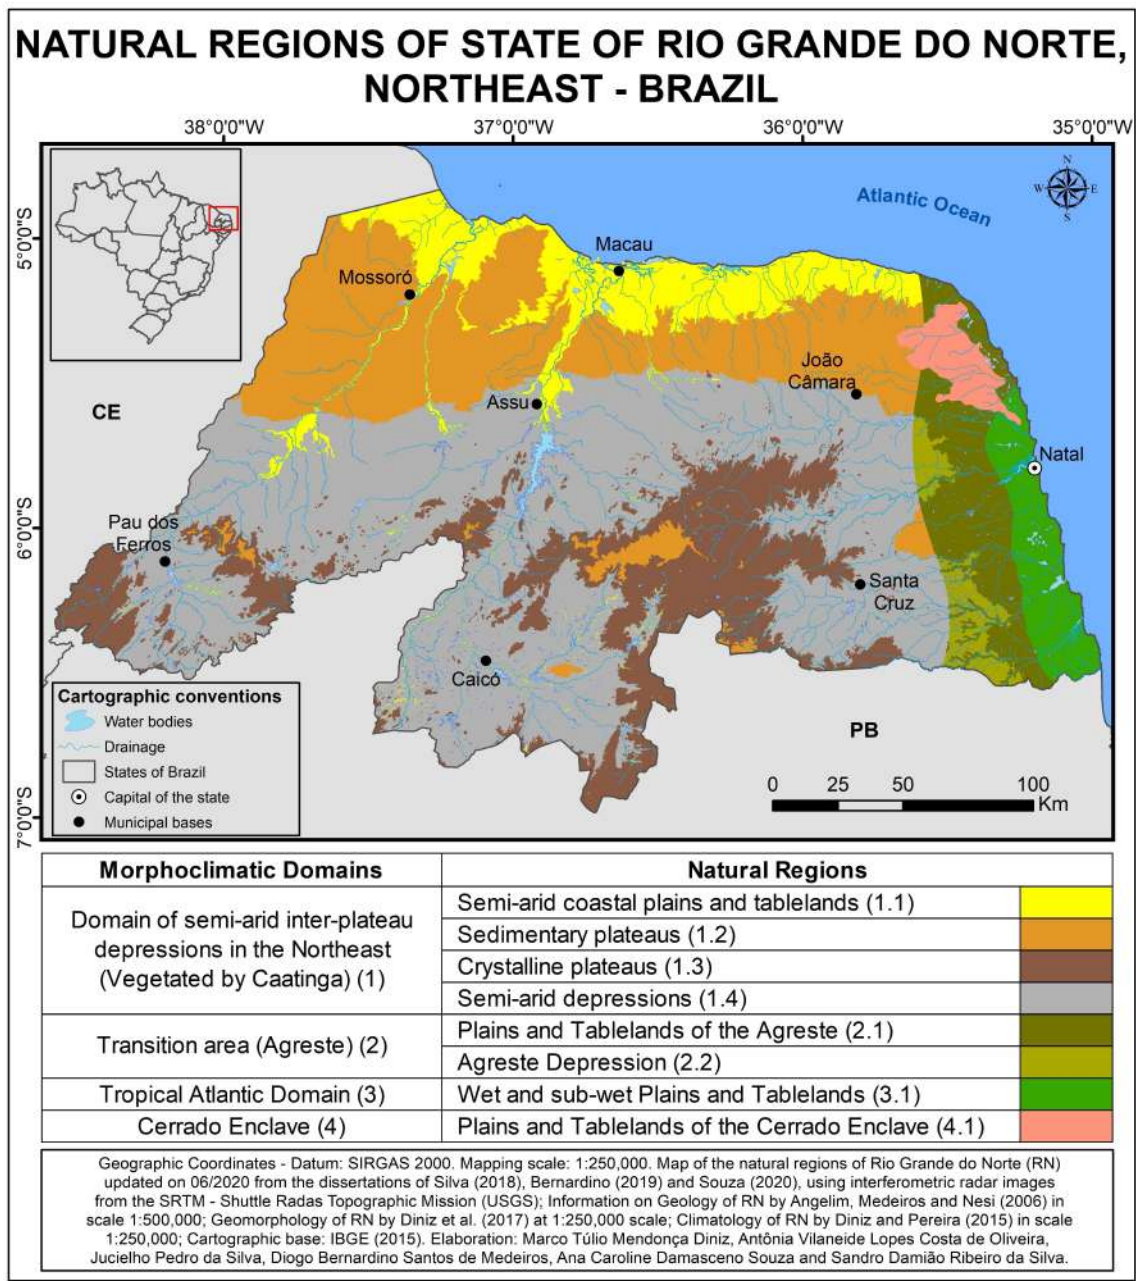 NATURAL REGIONS OF STATE OF RIO GRANDE DO NORTE,
NORTHEAST - BRAZIL
38°0'0"W
37°0'0"W
36°0'0"W
35°0'0"W
5°0'0"S
6°0'0"S
7°0'0"S
N
W
E
S
Atlantic Ocean
Macau
Mossoró
João
Câmara
Assu
CE
Natal
Pau dos
Ferros
Santa
Cruz
Caicó
PB
Cartographic conventions
Water bodies
Drainage
States of Brazil
Capital of the state
Municipal bases
0 25 50 100
Km
Morphoclimatic Domains
Natural Regions
Domain of semi-arid inter-plateau
depressions in the Northeast
(Vegetated by Caatinga) (1)
Semi-arid coastal plains and tablelands (1.1)
Sedimentary plateaus (1.2)
Crystalline plateaus (1.3)
Semi-arid depressions (1.4)
Transition area (Agreste) (2)
Plains and Tablelands of the Agreste (2.1)
Agreste Depression (2.2)
Tropical Atlantic Domain (3)
Wet and sub-wet Plains and Tablelands (3.1)
Cerrado Enclave (4)
Plains and Tablelands of the Cerrado Enclave (4.1)
Geographic Coordinates - Datum: SIRGAS 2000. Mapping scale: 1:250,000. Map of the natural regions of Rio Grande do Norte (RN)
updated on 06/2020 from the dissertations of Silva (2018), Bernardino (2019) and Souza (2020), using interferometric radar images
from the SRTM - Shuttle Radas Topographic Mission (USGS); Information on Geology of RN by Angelim, Medeiros and Nesi (2006) in
scale 1:500,000; Geomorphology of RN by Diniz et al. (2017) at 1:250,000 scale; Climatology of RN by Diniz and Pereira (2015) in scale
1:250,000; Cartographic base: IBGE (2015). Elaboration: Marco Túlio Mendonça Diniz, Antônia Vilaneide Lopes Costa de Oliveira,
Jucielho Pedro da Silva, Diogo Bernardino Santos de Medeiros, Ana Caroline Damasceno Souza and Sandro Damião Ribeiro da Silva.